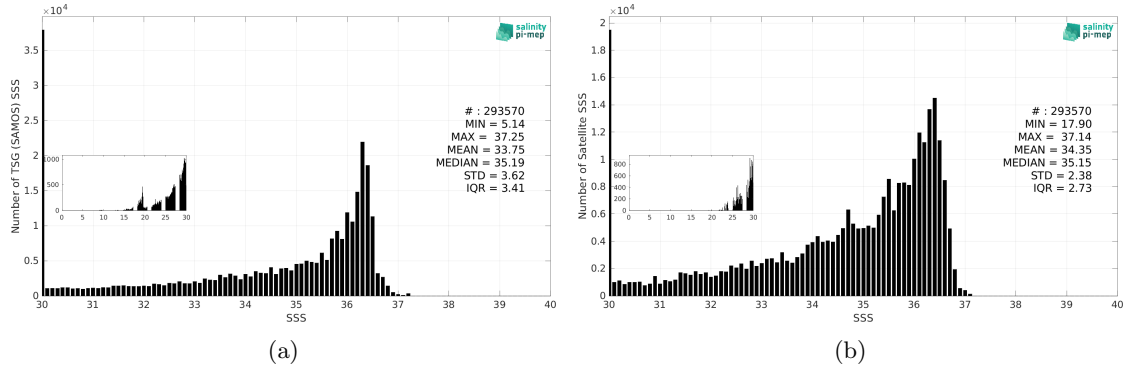 ×10⁴
Number of TSG (SAMOS) SSS
3.5
3
2.5
2
1.5
1
0.5
0
30 31 32 33 34 35 36 37 38 39 40
SSS
salinity
pi-mep
# : 293570
MIN = 5.14
MAX = 37.25
MEAN = 33.75
MEDIAN = 35.19
STD = 3.62
IQR = 3.41
1000
500
0
0 5 10 15 20 25 30
(a)
×10⁴
Number of Satellite SSS
2
1.8
1.6
1.4
1.2
1
0.8
0.6
0.4
0.2
0
30 31 32 33 34 35 36 37 38 39 40
SSS
salinity
pi-mep
# : 293570
MIN = 17.90
MAX = 37.14
MEAN = 34.35
MEDIAN = 35.15
STD = 2.38
IQR = 2.73
800
600
400
200
0
0 5 10 15 20 25 30
(b)